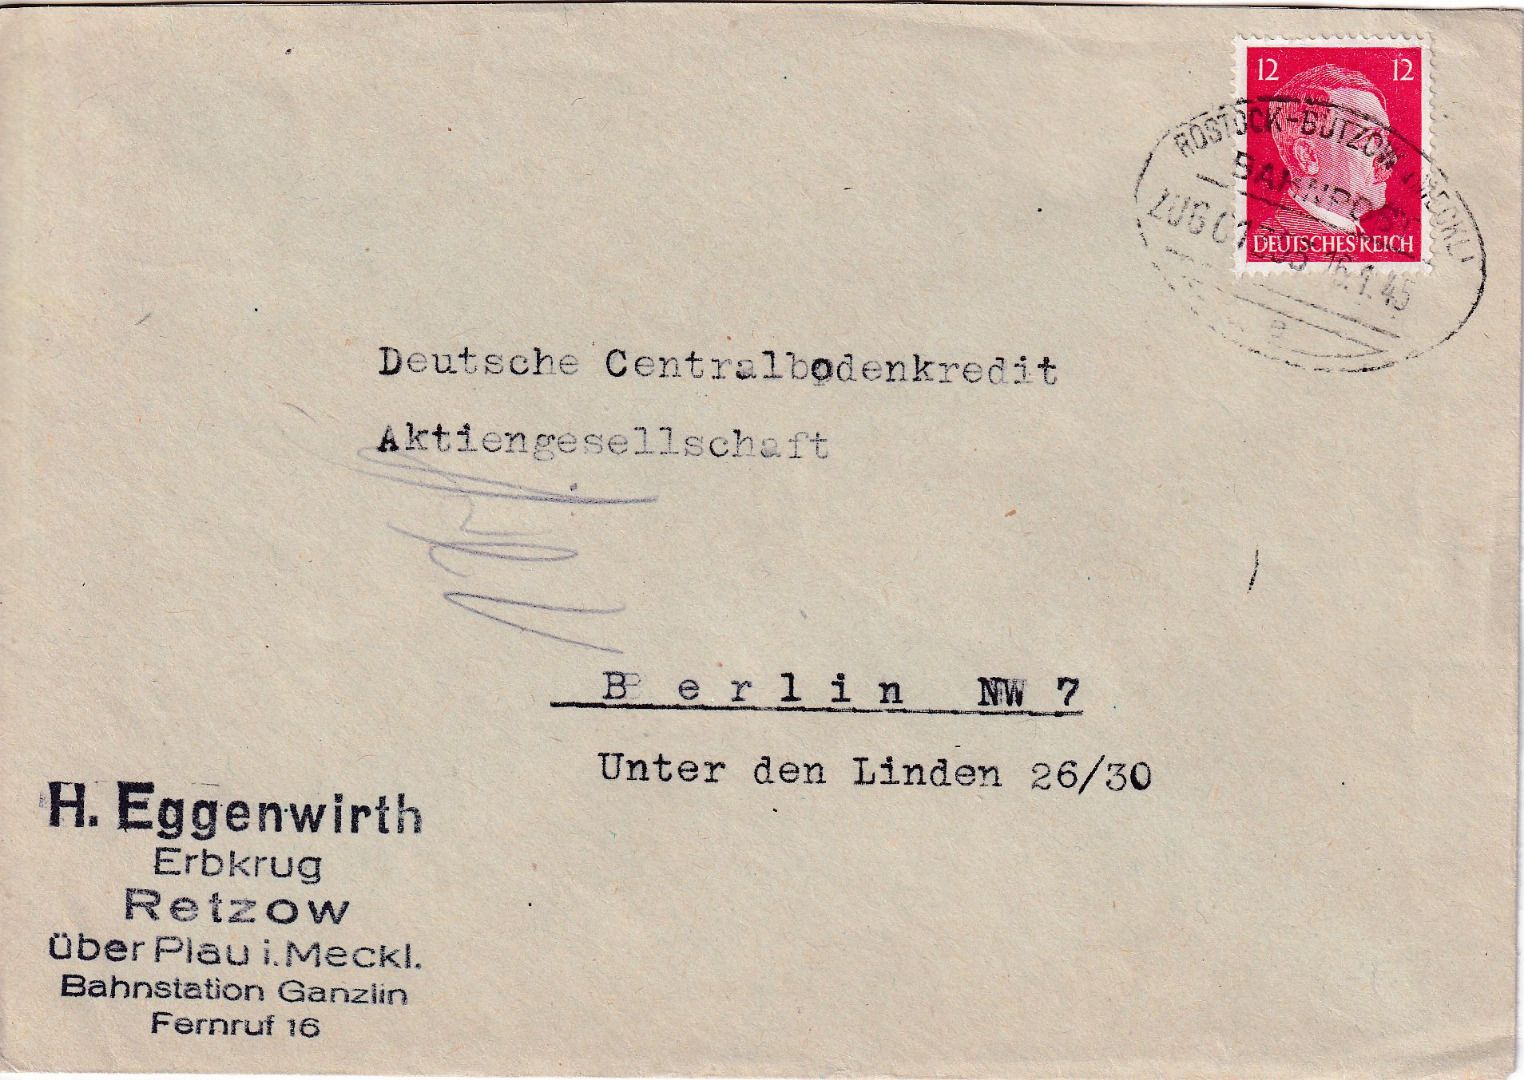 12 12
DEUTSCHES REICH
ROSTOCK-BÜTZOW (MECKL)
BAHNPOST
ZUG 16.1.45
e
Deutsche Centralbodenkredit
Aktiengesellschaft
Berlin NW 7
Unter den Linden 26/30
H. Eggenwirth
Erbkrug
Retzow
über Plau i. Meckl.
Bahnstation Ganzlin
Fernruf 16